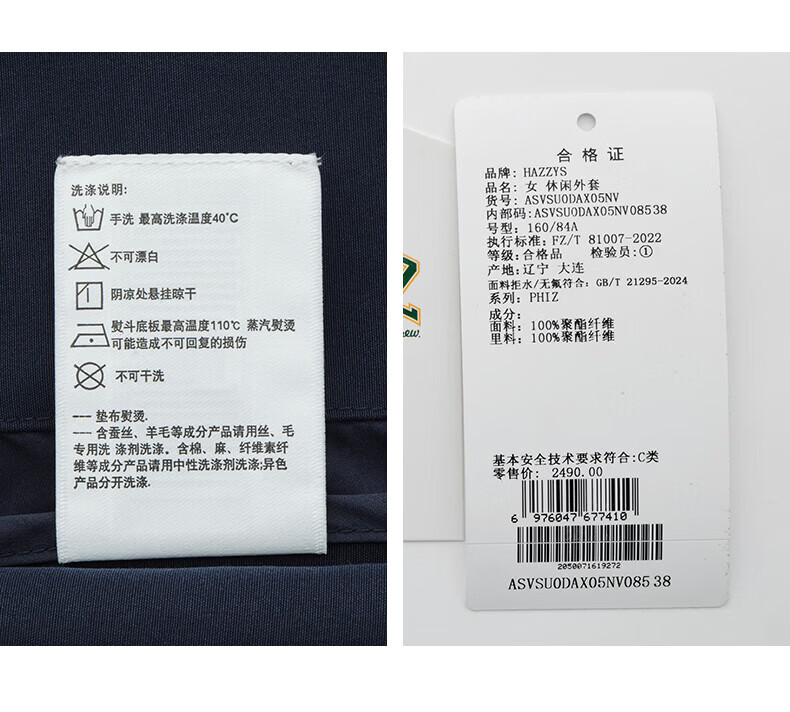 洗涤说明:
手洗 最高洗涤温度40℃
不可漂白
阴凉处悬挂晾干
熨斗底板最高温度110℃ 蒸汽熨烫
可能造成不可回复的损伤
不可干洗
--- 垫布熨烫.
--- 含蚕丝、羊毛等成分产品请用丝、毛
专用洗 涤剂洗涤。含棉、麻、纤维素纤
维等成分产品请用中性洗涤剂洗涤;异色
产品分开洗涤.
合格证
品牌: HAZZYS
品名: 女 休闲外套
货号: ASVSU0DAX05NV
内部码: ASVSU0DAX05NV08538
号型: 160/84A
执行标准: FZ/T 81007-2022
等级: 合格品 检验员: ①
产地: 辽宁 大连
面料拒水/无氟符合: GB/T 21295-2024
系列: PHIZ
成分:
面料: 100%聚酯纤维
里料: 100%聚酯纤维
基本安全技术要求符合: C类
零售价: 2490.00
6 976047 677410
2050071619272
ASVSU0DAX05NV08538
ew.